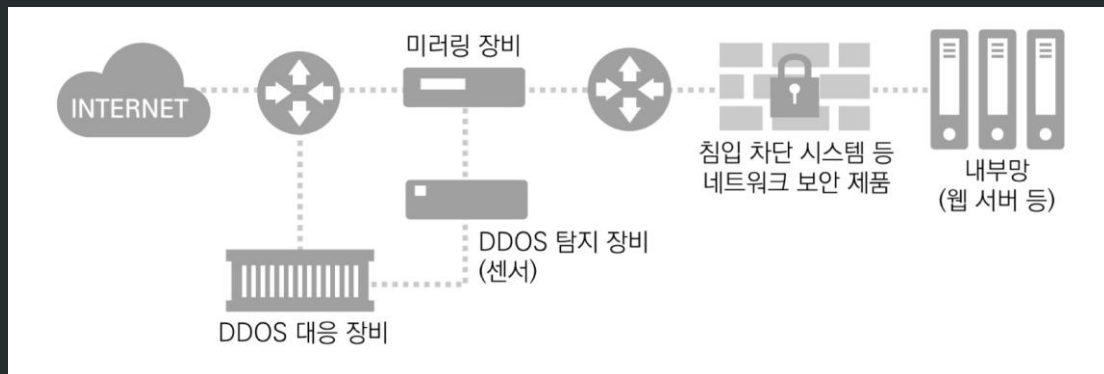 미러링 장비
INTERNET
침입 차단 시스템 등
네트워크 보안 제품
내부망
(웹 서버 등)
DDOS 탐지 장비
(센서)
DDOS 대응 장비